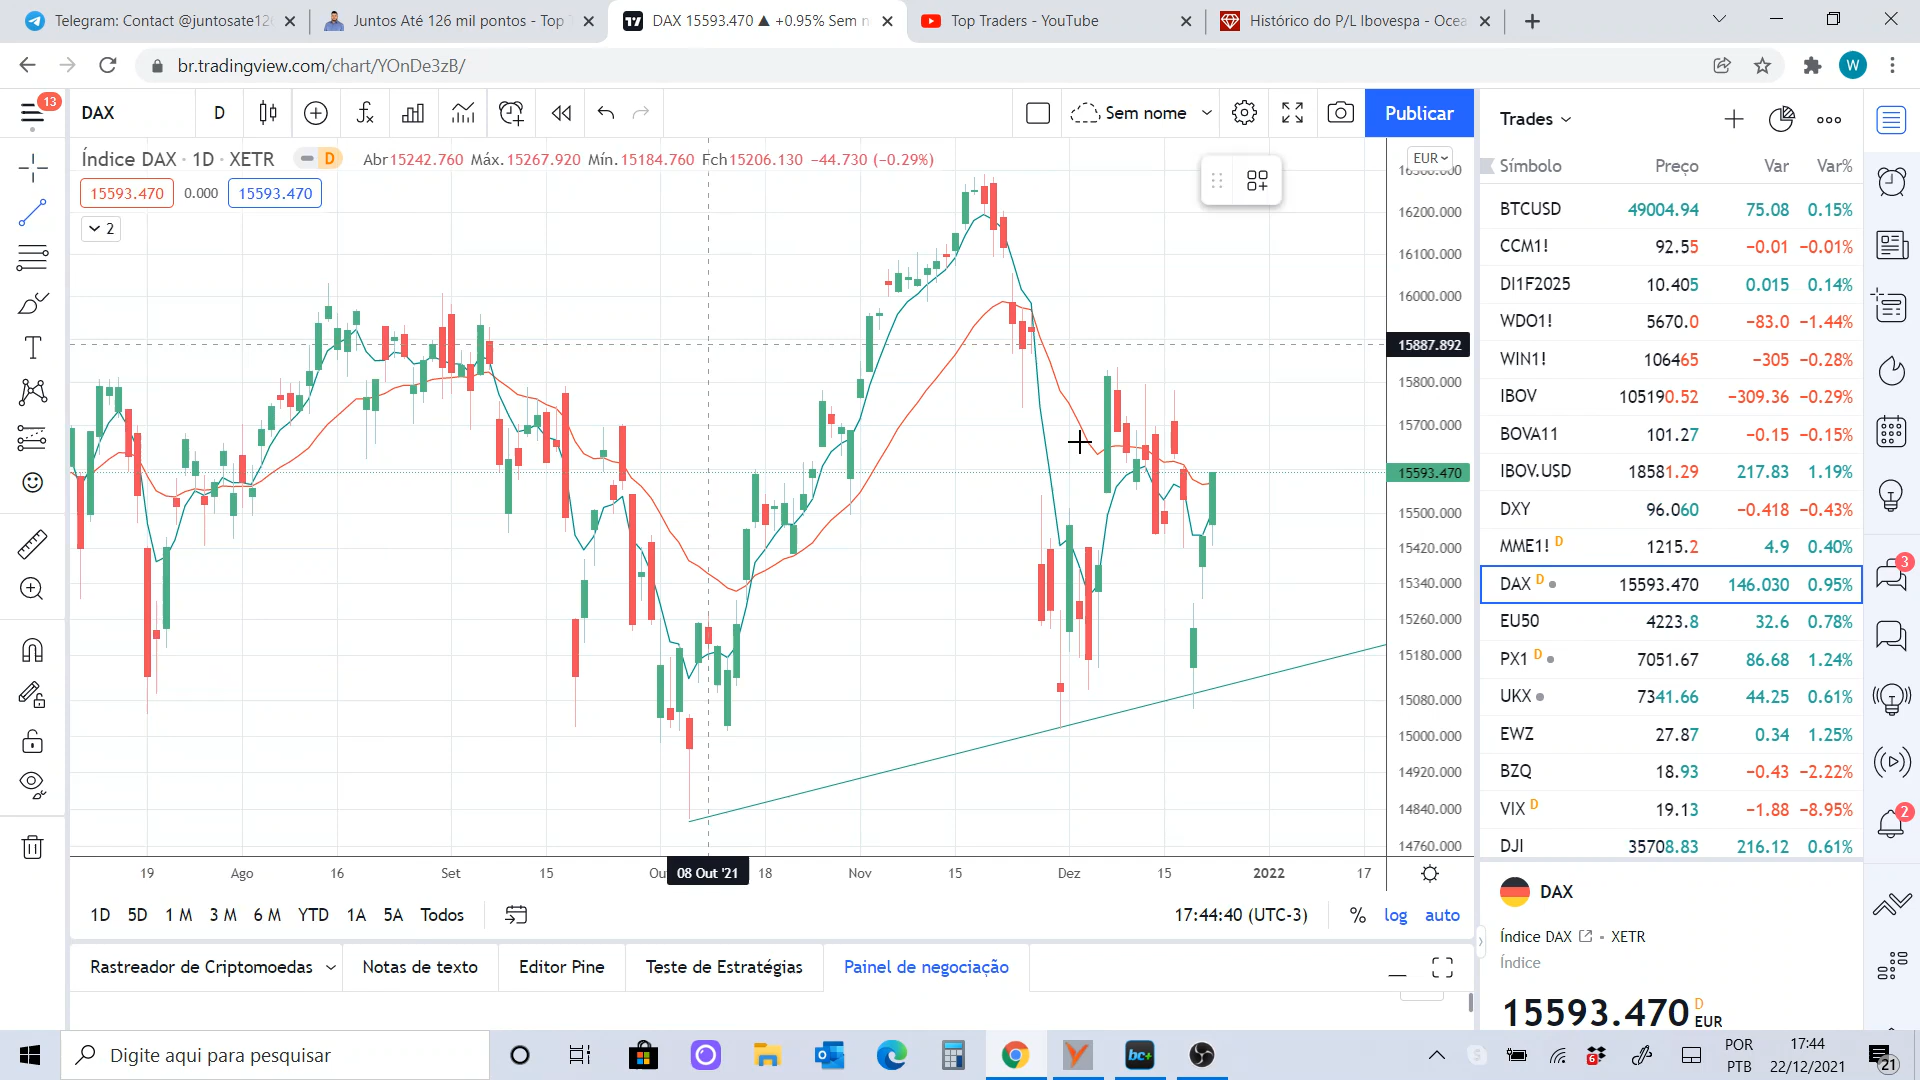 Telegram: Contact @juntosate126
Juntos Até 126 mil pontos - Top T
DAX 15593.470 ▲ +0.95% Sem n
Top Traders - YouTube
Histórico do P/L Ibovespa - Ocea
br.tradingview.com/chart/YOnDe3zB/
W
13
DAX
D
Sem nome
Publicar
Índice DAX · 1D · XETR
D
Abr15242.760 Máx.15267.920 Mín.15184.760 Fch15206.130 −44.730 (−0.29%)
15593.470
0.000
15593.470
2
EUR
16300.000
16200.000
16100.000
16000.000
15887.892
15800.000
15700.000
15593.470
15500.000
15420.000
15340.000
15260.000
15180.000
15080.000
15000.000
14920.000
14840.000
14760.000
19
Ago
16
Set
15
Ou
08 Out '21
18
Nov
15
Dez
15
2022
17
1D 5D 1 M 3 M 6 M YTD 1A 5A Todos
17:44:40 (UTC-3)
%
log
auto
Rastreador de Criptomoedas
Notas de texto
Editor Pine
Teste de Estratégias
Painel de negociação
Trades
Símbolo Preço Var Var%
BTCUSD 49004.94 75.08 0.15%
CCM1! 92.55 −0.01 −0.01%
DI1F2025 10.405 0.015 0.14%
WDO1! 5670.0 −83.0 −1.44%
WIN1! 106465 −305 −0.28%
IBOV 105190.52 −309.36 −0.29%
BOVA11 101.27 −0.15 −0.15%
IBOV.USD 18581.29 217.83 1.19%
DXY 96.060 −0.418 −0.43%
MME1! D 1215.2 4.9 0.40%
DAX D 15593.470 146.030 0.95%
EU50 4223.8 32.6 0.78%
PX1 D 7051.67 86.68 1.24%
UKX 7341.66 44.25 0.61%
EWZ 27.87 0.34 1.25%
BZQ 18.93 −0.43 −2.22%
VIX D 19.13 −1.88 −8.95%
DJI 35708.83 216.12 0.61%
DAX
Índice DAX · XETR
Índice
15593.470 D EUR
3
2
Digite aqui para pesquisar
bc+
6
POR
PTB
17:44
22/12/2021
21